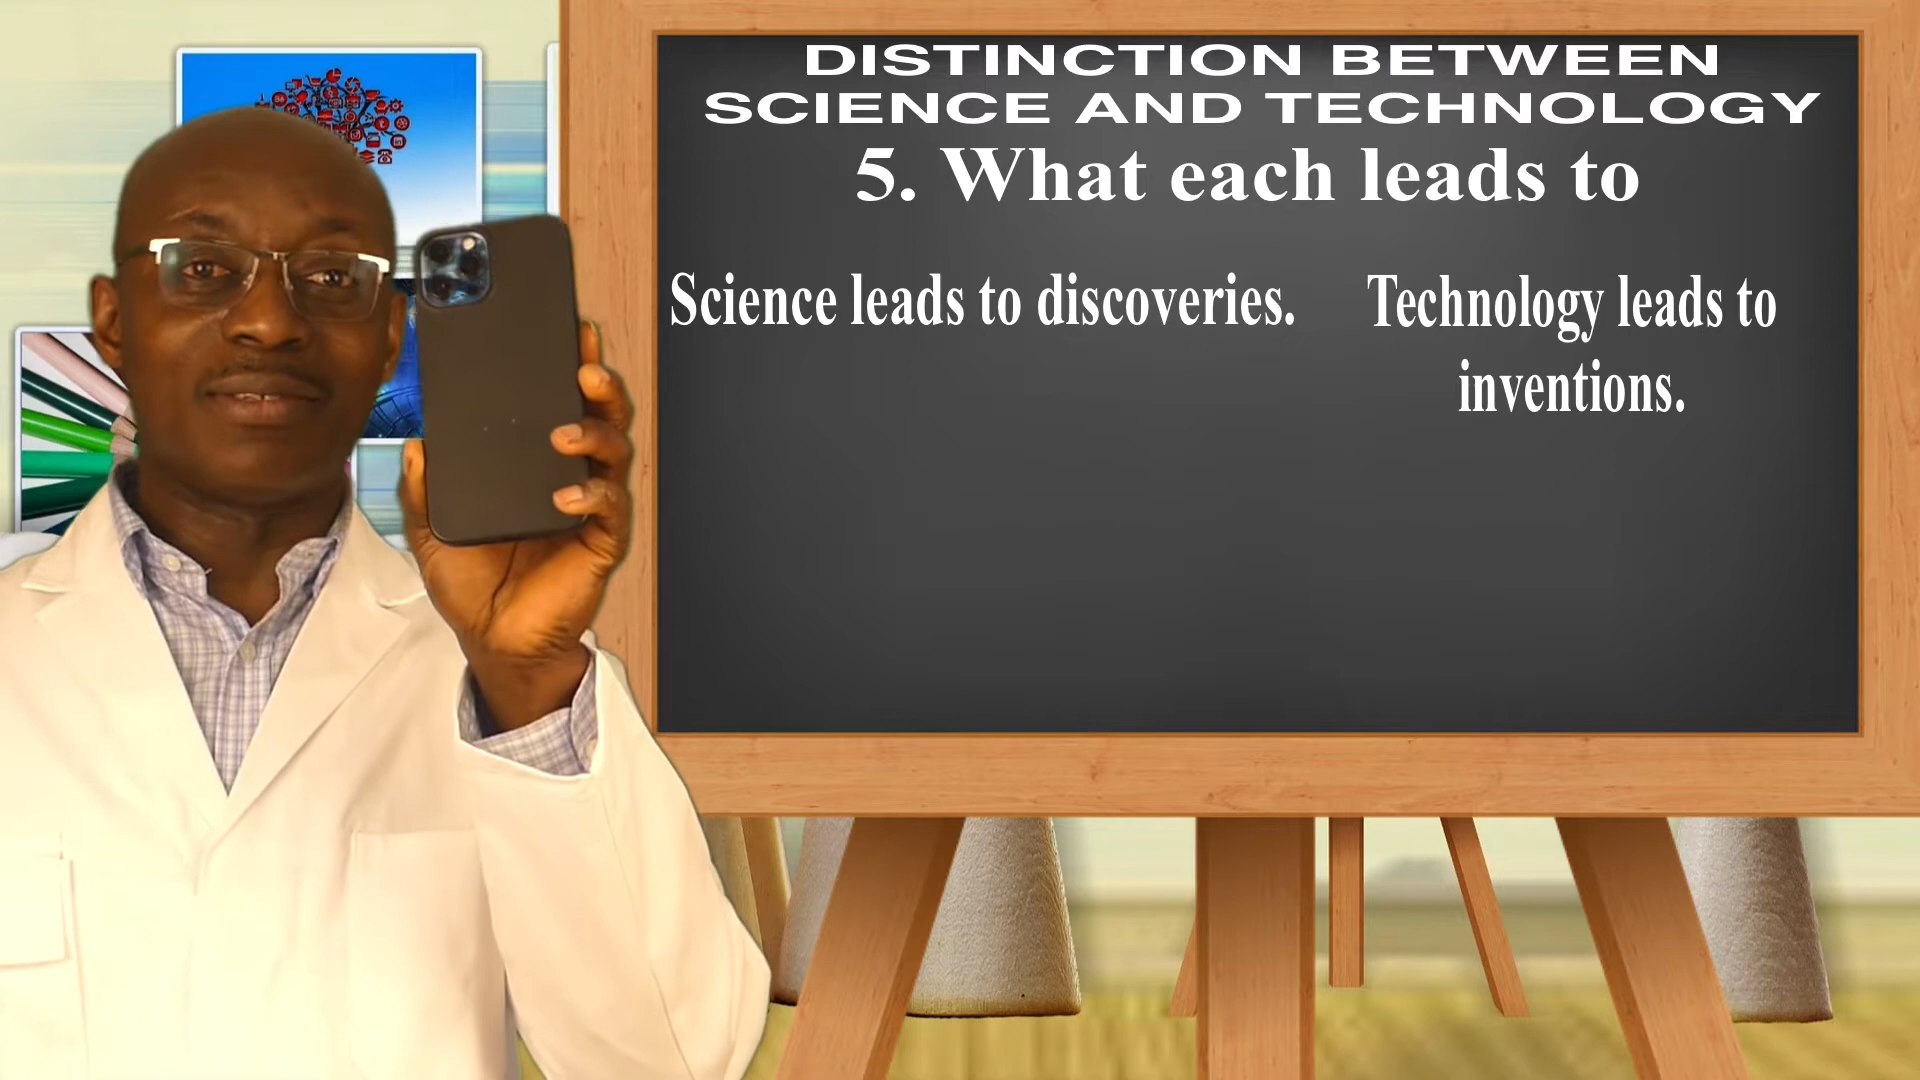 DISTINCTION BETWEEN
SCIENCE AND TECHNOLOGY
5. What each leads to
Science leads to discoveries.
Technology leads to
inventions.